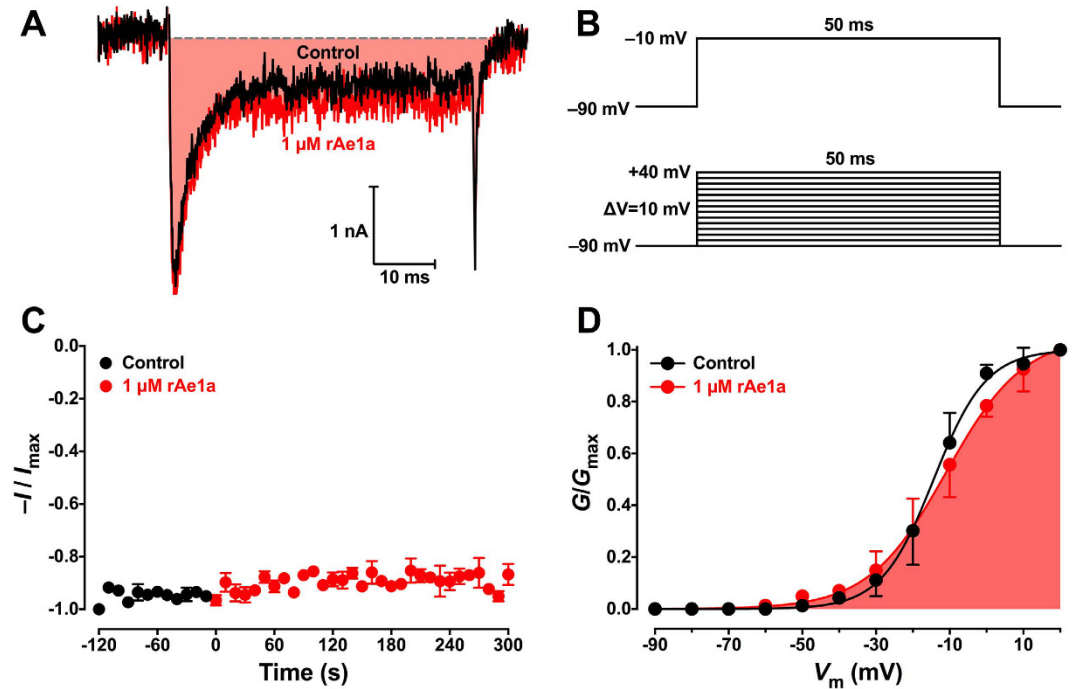 A
Control
1 µM rAe1a
1 nA
10 ms
B
–10 mV
50 ms
–90 mV
50 ms
+40 mV
ΔV=10 mV
–90 mV
C
Control
1 µM rAe1a
0.0
-0.2
-0.4
-0.6
-0.8
-1.0
–I / Imax
-120 -60 0 60 120 180 240 300
Time (s)
D
Control
1 µM rAe1a
1.0
0.8
0.6
0.4
0.2
0.0
G/Gmax
-90 -70 -50 -30 -10 10
Vm (mV)